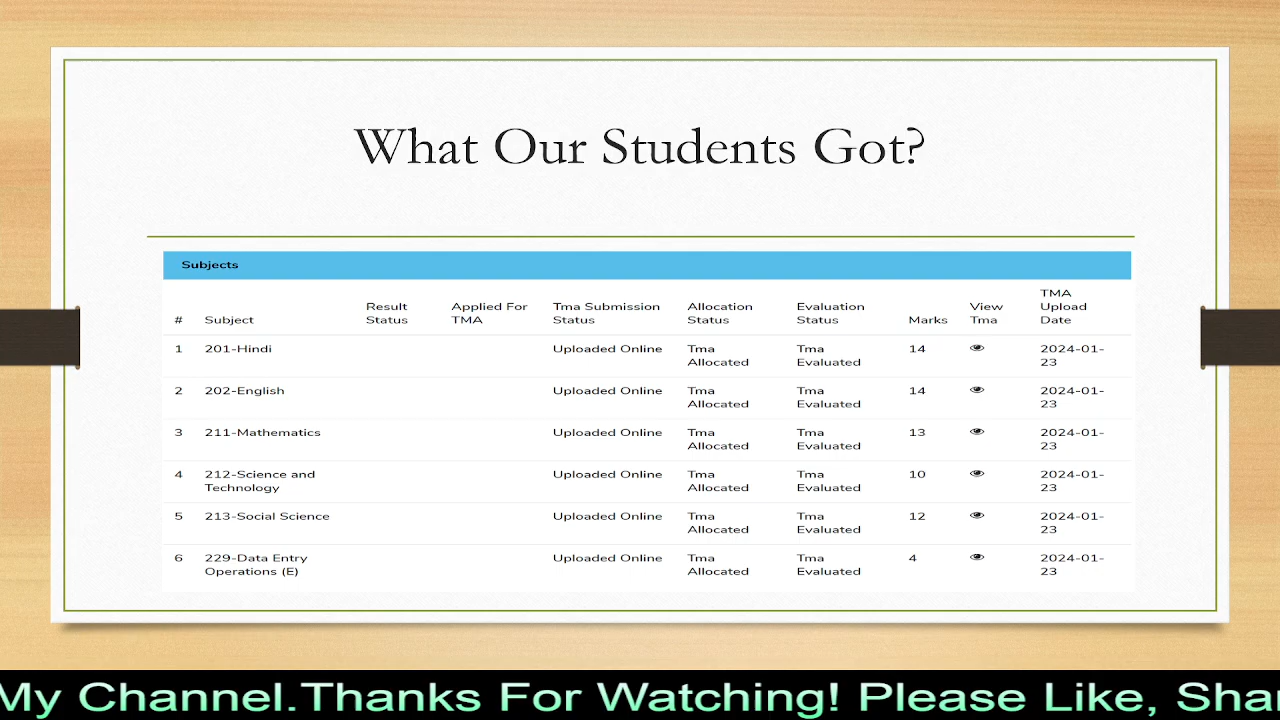 What Our Students Got?
Subjects
# Subject Result Status Applied For TMA Tma Submission Status Allocation Status Evaluation Status Marks View Tma TMA Upload Date
1 201-Hindi Uploaded Online Tma Allocated Tma Evaluated 14 2024-01-23
2 202-English Uploaded Online Tma Allocated Tma Evaluated 14 2024-01-23
3 211-Mathematics Uploaded Online Tma Allocated Tma Evaluated 13 2024-01-23
4 212-Science and Technology Uploaded Online Tma Allocated Tma Evaluated 10 2024-01-23
5 213-Social Science Uploaded Online Tma Allocated Tma Evaluated 12 2024-01-23
6 229-Data Entry Operations (E) Uploaded Online Tma Allocated Tma Evaluated 4 2024-01-23
My Channel.Thanks For Watching! Please Like,